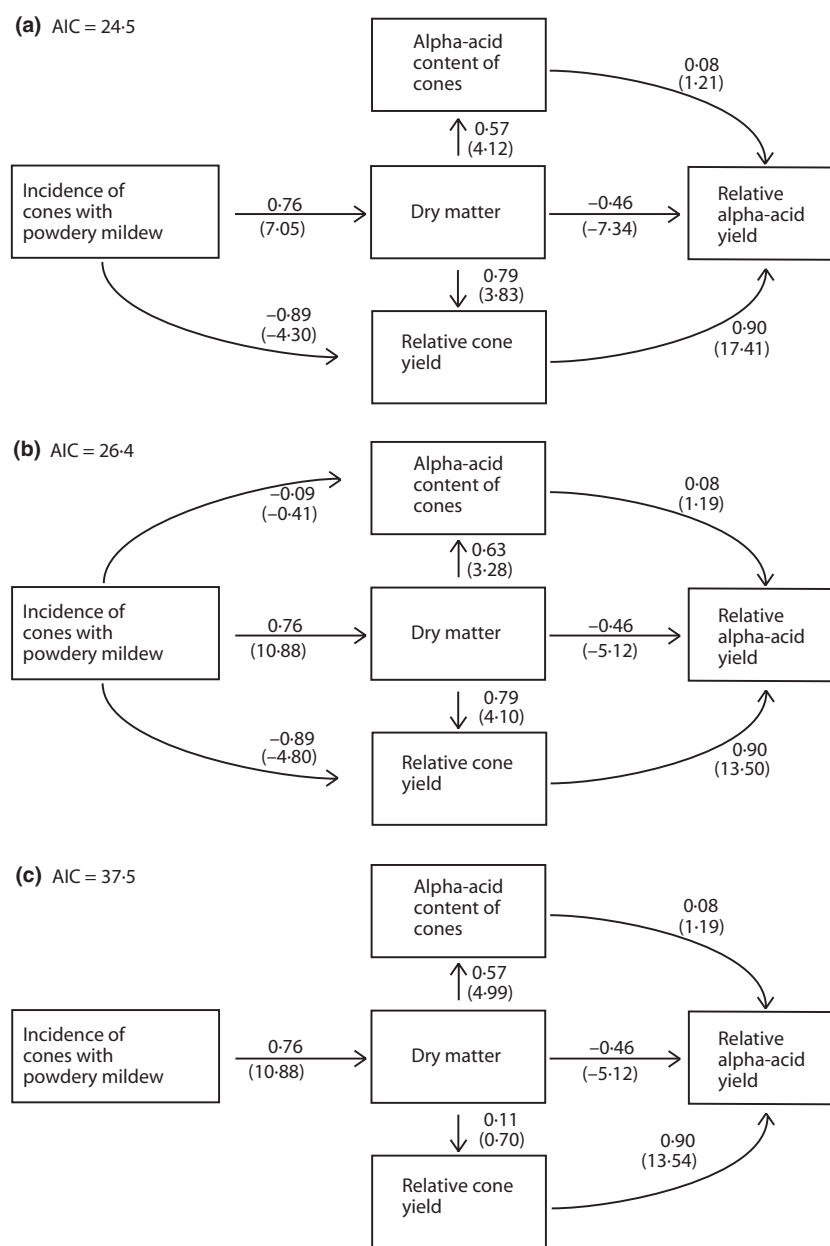 (a) AIC = 24·5
Alpha-acid
content of
cones
0·08
(1·21)
0·57
(4·12)
Incidence of
cones with
powdery mildew
0·76
(7·05)
Dry matter
–0·46
(–7·34)
Relative
alpha-acid
yield
0·79
(3·83)
–0·89
(–4·30)
Relative cone
yield
0·90
(17·41)
(b) AIC = 26·4
Alpha-acid
content of
cones
–0·09
(–0·41)
0·08
(1·19)
0·63
(3·28)
Incidence of
cones with
powdery mildew
0·76
(10·88)
Dry matter
–0·46
(–5·12)
Relative
alpha-acid
yield
0·79
(4·10)
–0·89
(–4·80)
Relative cone
yield
0·90
(13·50)
(c) AIC = 37·5
Alpha-acid
content of
cones
0·08
(1·19)
0·57
(4·99)
Incidence of
cones with
powdery mildew
0·76
(10·88)
Dry matter
–0·46
(–5·12)
Relative
alpha-acid
yield
0·11
(0·70)
Relative cone
yield
0·90
(13·54)